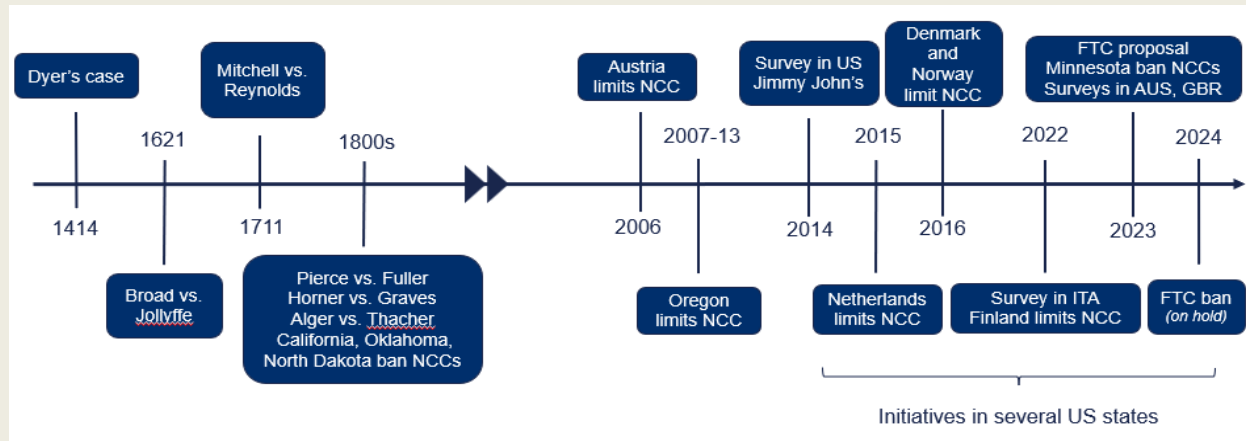 Dyer's case
1414
1621
Broad vs.
Jollyffe
Mitchell vs.
Reynolds
1711
1800s
Pierce vs. Fuller
Horner vs. Graves
Alger vs. Thacher
California, Oklahoma,
North Dakota ban NCCs
Austria
limits NCC
2006
2007-13
Oregon
limits NCC
Survey in US
Jimmy John's
2014
2015
Netherlands
limits NCC
Denmark
and
Norway
limit NCC
2016
2022
Survey in ITA
Finland limits NCC
FTC proposal
Minnesota ban NCCs
Surveys in AUS, GBR
2023
2024
FTC ban
(on hold)
Initiatives in several US states